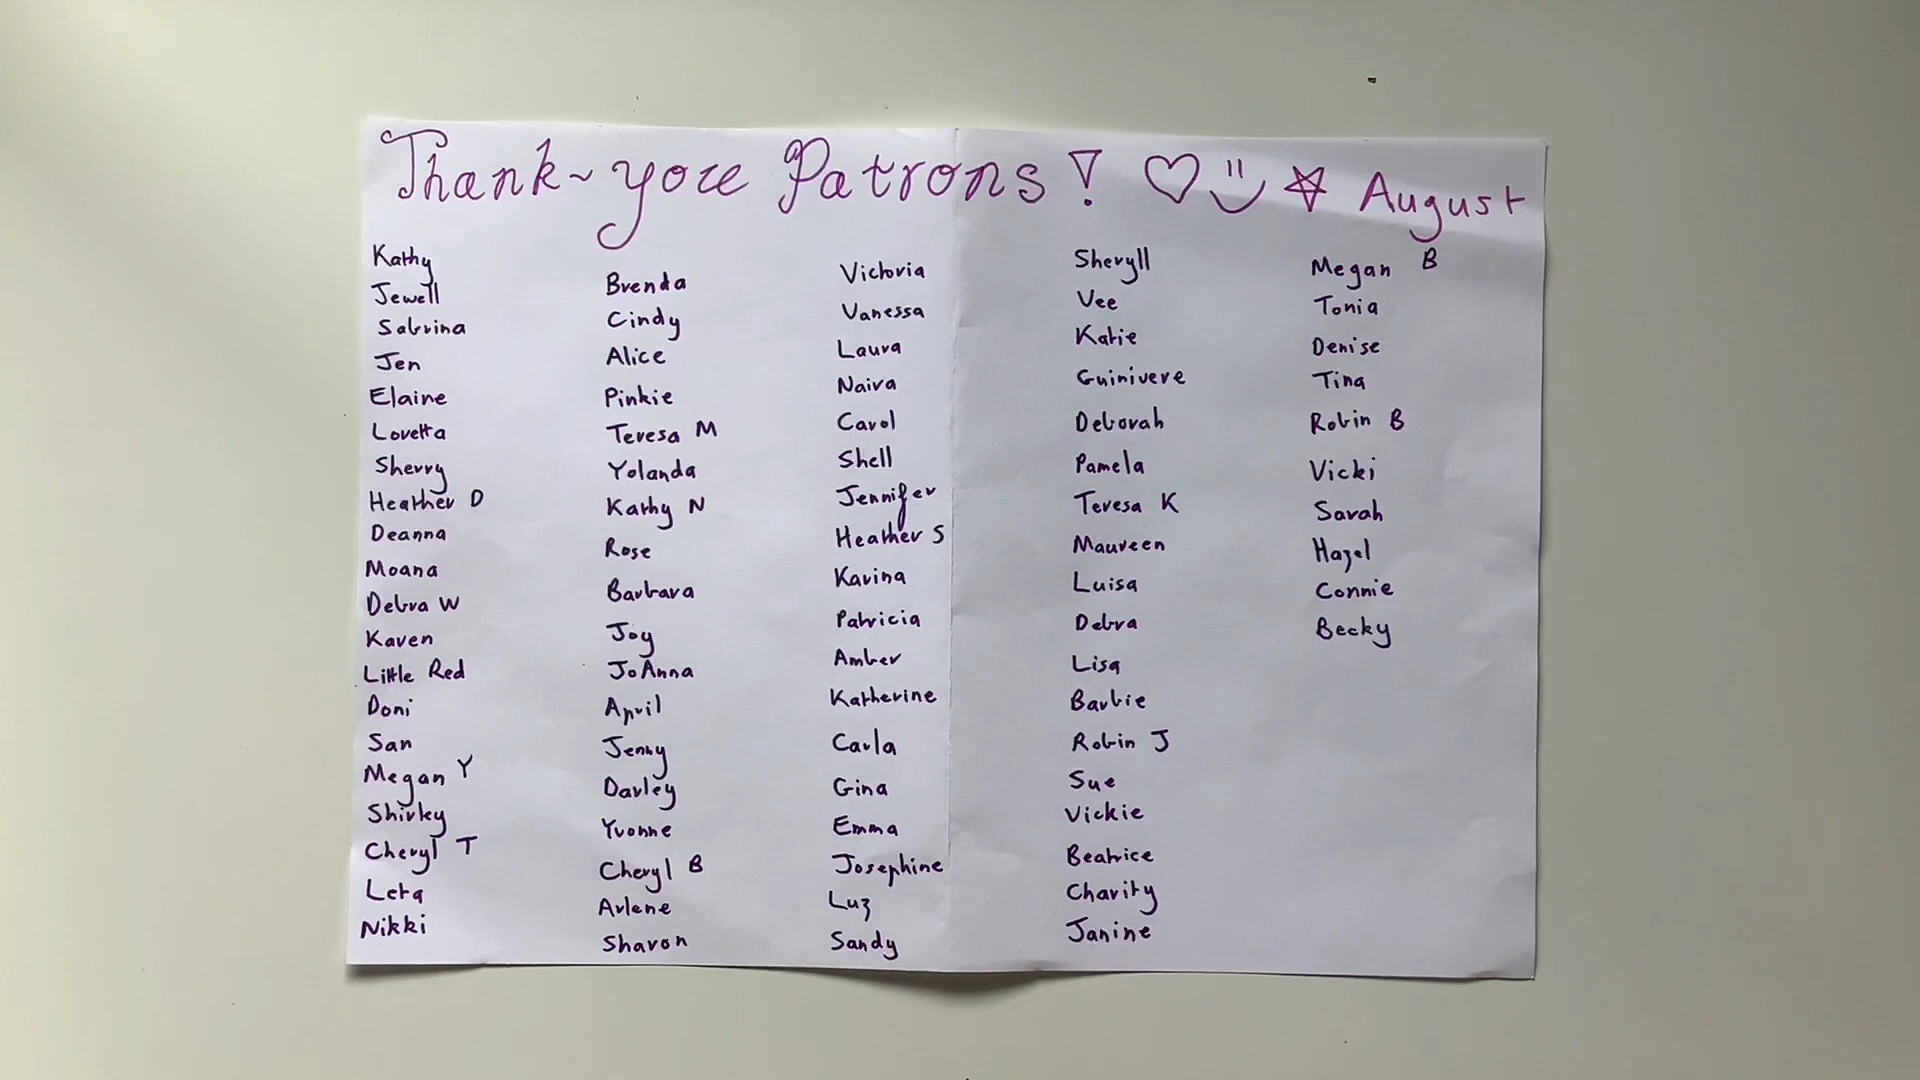 Thank-you Patrons! August
Kathy
Jewell
Sabrina
Jen
Elaine
Loretta
Sherry
Heather D
Deanna
Moana
Debra W
Karen
Little Red
Doni
San
Megan Y
Shirley
Cheryl T
Leta
Nikki
Brenda
Cindy
Alice
Pinkie
Teresa M
Yolanda
Kathy N
Rose
Barbara
Joy
JoAnna
April
Jenny
Darley
Yvonne
Cheryl B
Arlene
Sharon
Victoria
Vanessa
Laura
Naira
Carol
Shell
Jennifer
Heather S
Karina
Patricia
Amber
Katherine
Carla
Gina
Emma
Josephine
Luz
Sandy
Sheryll
Vee
Katie
Guinivere
Deborah
Pamela
Teresa K
Maureen
Luisa
Debra
Lisa
Barbie
Robin J
Sue
Vickie
Beatrice
Charity
Janine
Megan B
Tonia
Denise
Tina
Robin B
Vicki
Sarah
Hazel
Connie
Becky